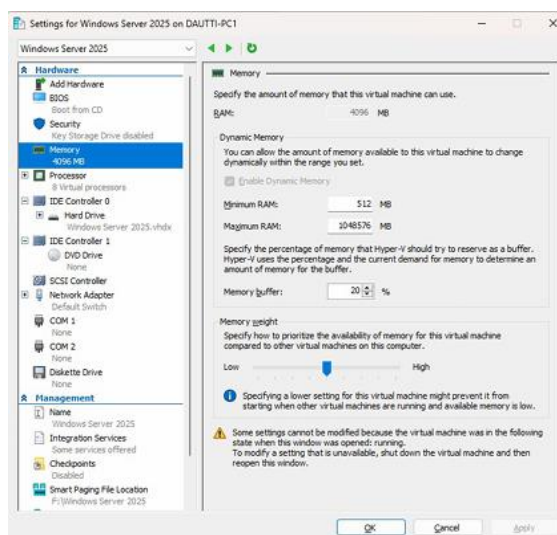 Settings for Windows Server 2025 on DAUTTI-PC1
Windows Server 2025
Hardware
Add Hardware
BIOS
Boot from CD
Security
Key Storage Drive disabled
Memory
4096 MB
Processor
8 Virtual processors
IDE Controller 0
Hard Drive
Windows Server 2025.vhdx
IDE Controller 1
DVD Drive
None
SCSI Controller
Network Adapter
Default Switch
COM 1
None
COM 2
None
Diskette Drive
None
Management
Name
Windows Server 2025
Integration Services
Some services offered
Checkpoints
Disabled
Smart Paging File Location
F:\Windows Server 2025
Memory
Specify the amount of memory that this virtual machine can use.
RAM: 4096 MB
Dynamic Memory
You can allow the amount of memory available to this virtual machine to change
dynamically within the range you set.
Enable Dynamic Memory
Minimum RAM: 512 MB
Maximum RAM: 1048576 MB
Specify the percentage of memory that Hyper-V should try to reserve as a buffer.
Hyper-V uses the percentage and the current demand for memory to determine an
amount of memory for the buffer.
Memory buffer: 20 %
Memory weight
Specify how to prioritize the availability of memory for this virtual machine
compared to other virtual machines on this computer.
Low High
Specifying a lower setting for this virtual machine might prevent it from
starting when other virtual machines are running and available memory is low.
Some settings cannot be modified because the virtual machine was in the following
state when this window was opened: running.
To modify a setting that is unavailable, shut down the virtual machine and then
reopen this window.
OK Cancel Apply